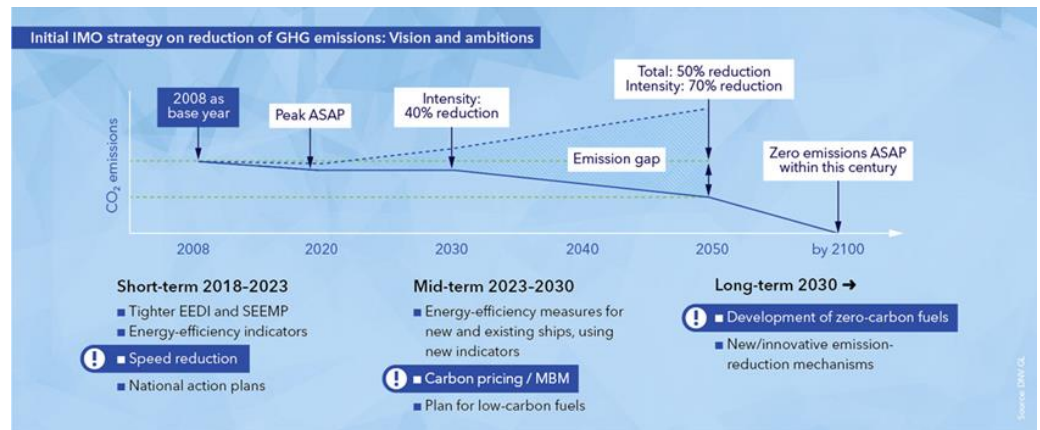 Initial IMO strategy on reduction of GHG emissions: Vision and ambitions
2008 as
base year
Peak ASAP
Intensity:
40% reduction
Total: 50% reduction
Intensity: 70% reduction
Emission gap
Zero emissions ASAP
within this century
CO₂ emissions
2008
2020
2030
2040
2050
by 2100
Short-term 2018–2023
■ Tighter EEDI and SEEMP
■ Energy-efficiency indicators
! ■ Speed reduction
■ National action plans
Mid-term 2023–2030
■ Energy-efficiency measures for
new and existing ships, using
new indicators
! ■ Carbon pricing / MBM
■ Plan for low-carbon fuels
Long-term 2030 ➔
! ■ Development of zero-carbon fuels
■ New/innovative emission-
reduction mechanisms
Source: DNV GL